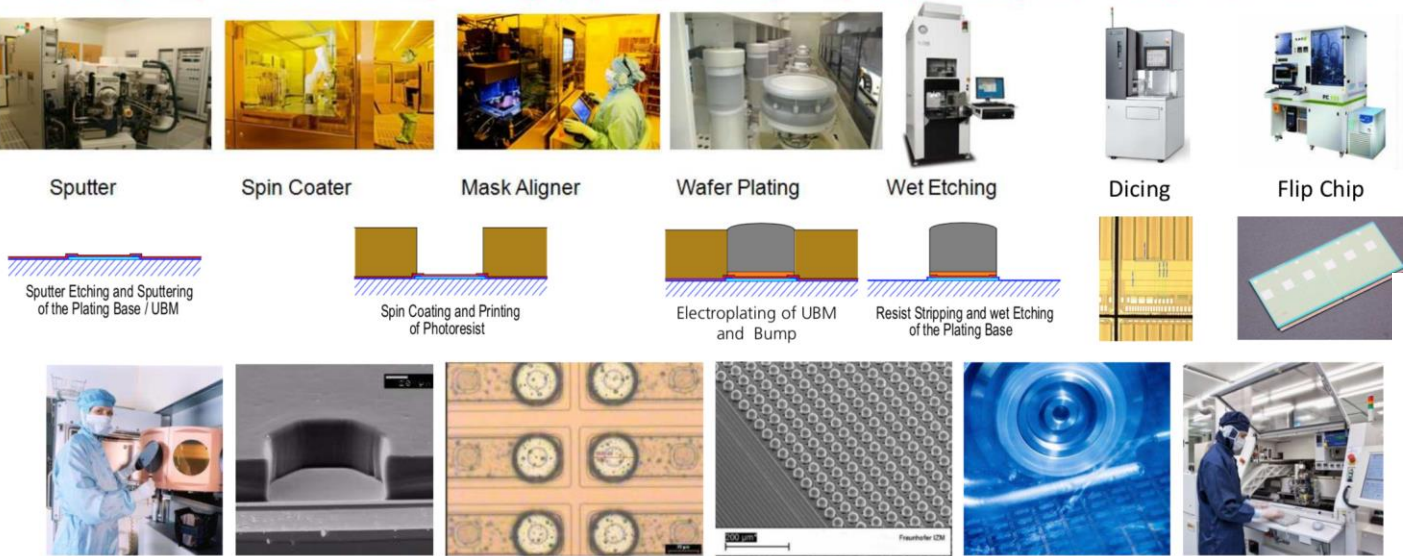 Sputter
Spin Coater
Mask Aligner
Wafer Plating
Wet Etching
Dicing
Flip Chip
Sputter Etching and Sputtering
of the Plating Base / UBM
Spin Coating and Printing
of Photoresist
Electroplating of UBM
and Bump
Resist Stripping and wet Etching
of the Plating Base
200 µm
Fraunhofer IZM